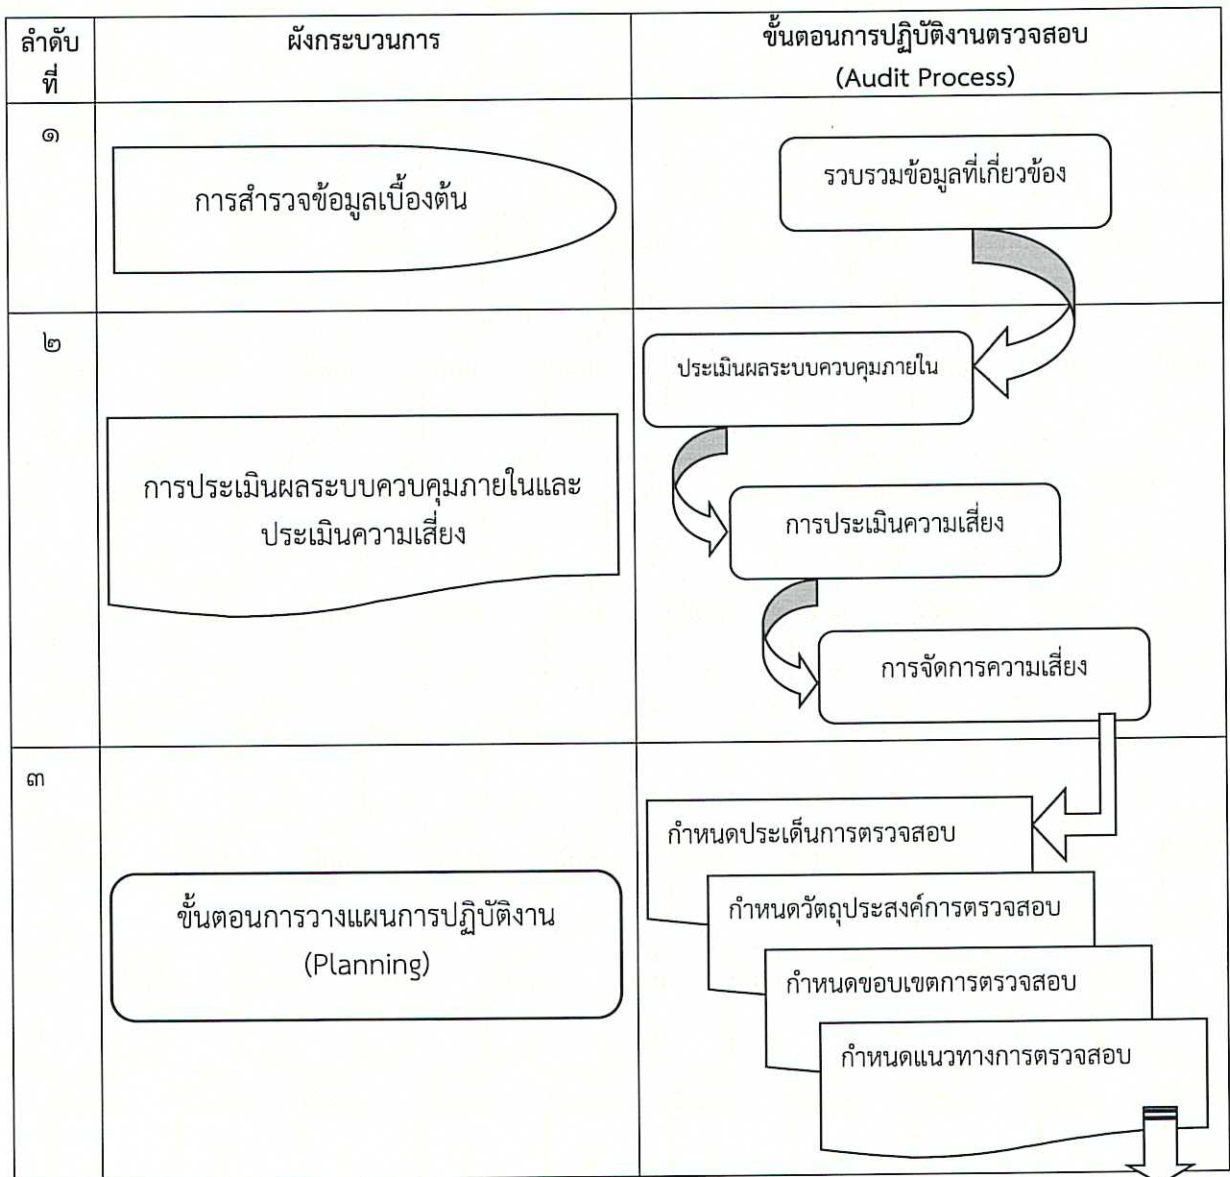 ลำดับ
ที่
ผังกระบวนการ
ขั้นตอนการปฏิบัติงานตรวจสอบ
(Audit Process)
๑
การสำรวจข้อมูลเบื้องต้น
รวบรวมข้อมูลที่เกี่ยวข้อง
๒
การประเมินผลระบบควบคุมภายในและ
ประเมินความเสี่ยง
ประเมินผลระบบควบคุมภายใน
การประเมินความเสี่ยง
การจัดการความเสี่ยง
๓
ขั้นตอนการวางแผนการปฏิบัติงาน
(Planning)
กำหนดประเด็นการตรวจสอบ
กำหนดวัตถุประสงค์การตรวจสอบ
กำหนดขอบเขตการตรวจสอบ
กำหนดแนวทางการตรวจสอบ